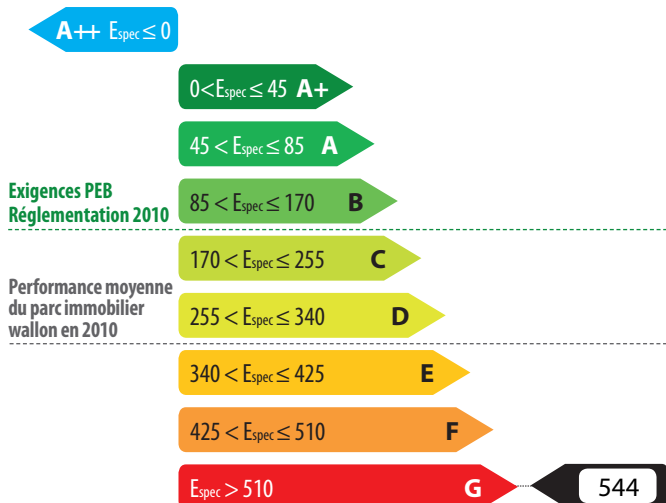 A++ Espec ≤ 0
0<Espec ≤ 45 A+
45 < Espec ≤ 85 A
Exigences PEB
Réglementation 2010
85 < Espec ≤ 170 B
170 < Espec ≤ 255 C
Performance moyenne
du parc immobilier
wallon en 2010
255 < Espec ≤ 340 D
340 < Espec ≤ 425 E
425 < Espec ≤ 510 F
Espec > 510 G
544